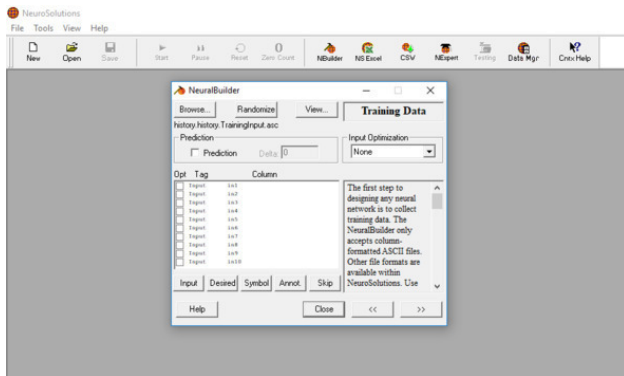 NeuroSolutions
File Tools View Help
New Open Save Start Pause Reset Zero Count NBuilder NS Excel CSW NExpert Testing Data Mgr Cntx Help
NeuralBuilder
Browse... Randomize View... Training Data
history.history.TrainingInput.asc
Prediction
Prediction Delta: 0
Input Optimization
None
Opt Tag Column
Input in1
Input in2
Input in3
Input in4
Input in5
Input in6
Input in7
Input in8
Input in9
Input in10
The first step to
designing any neural
network is to collect
training data. The
NeuralBuilder only
accepts column-
formatted ASCII files.
Other file formats are
available within
NeuroSolutions. Use
Input Desired Symbol Annot. Skip
Help Close << >>